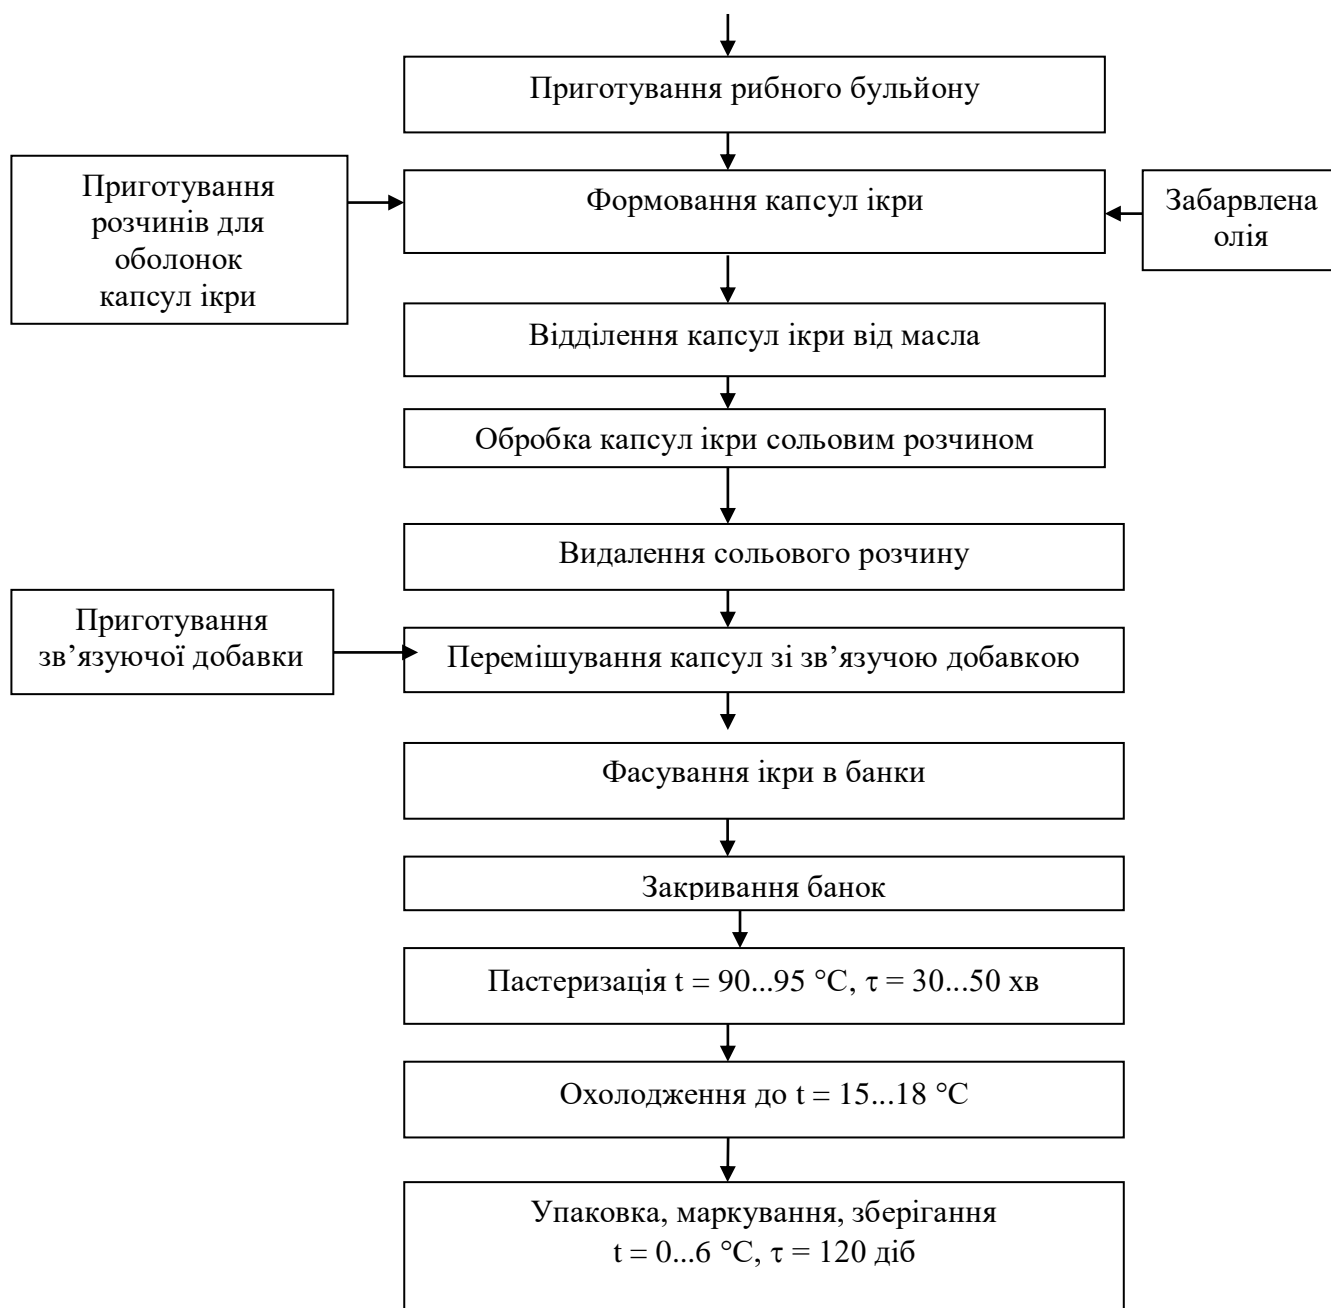 Приготування рибного бульйону
Приготування
розчинів для
оболонок
капсул ікри
Формовання капсул ікри
Забарвлена
олія
Відділення капсул ікри від масла
Обробка капсул ікри сольовим розчином
Видалення сольового розчину
Приготування
зв’язуючої добавки
Перемішування капсул зі зв’язучою добавкою
Фасування ікри в банки
Закривання банок
Пастеризація t = 90...95 °C, τ = 30...50 хв
Охолодження до t = 15...18 °C
Упаковка, маркування, зберігання
t = 0...6 °C, τ = 120 діб